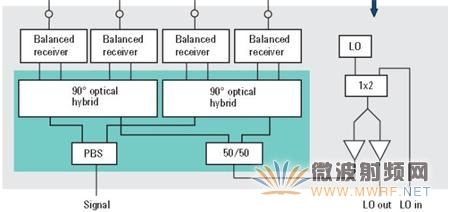 Balanced receiver
Balanced receiver
Balanced receiver
Balanced receiver
LO
90° optical hybrid
90° optical hybrid
1x2
PBS
50/50
Signal
LO out
LO in
微波射频网
WWW.MWRF.NET